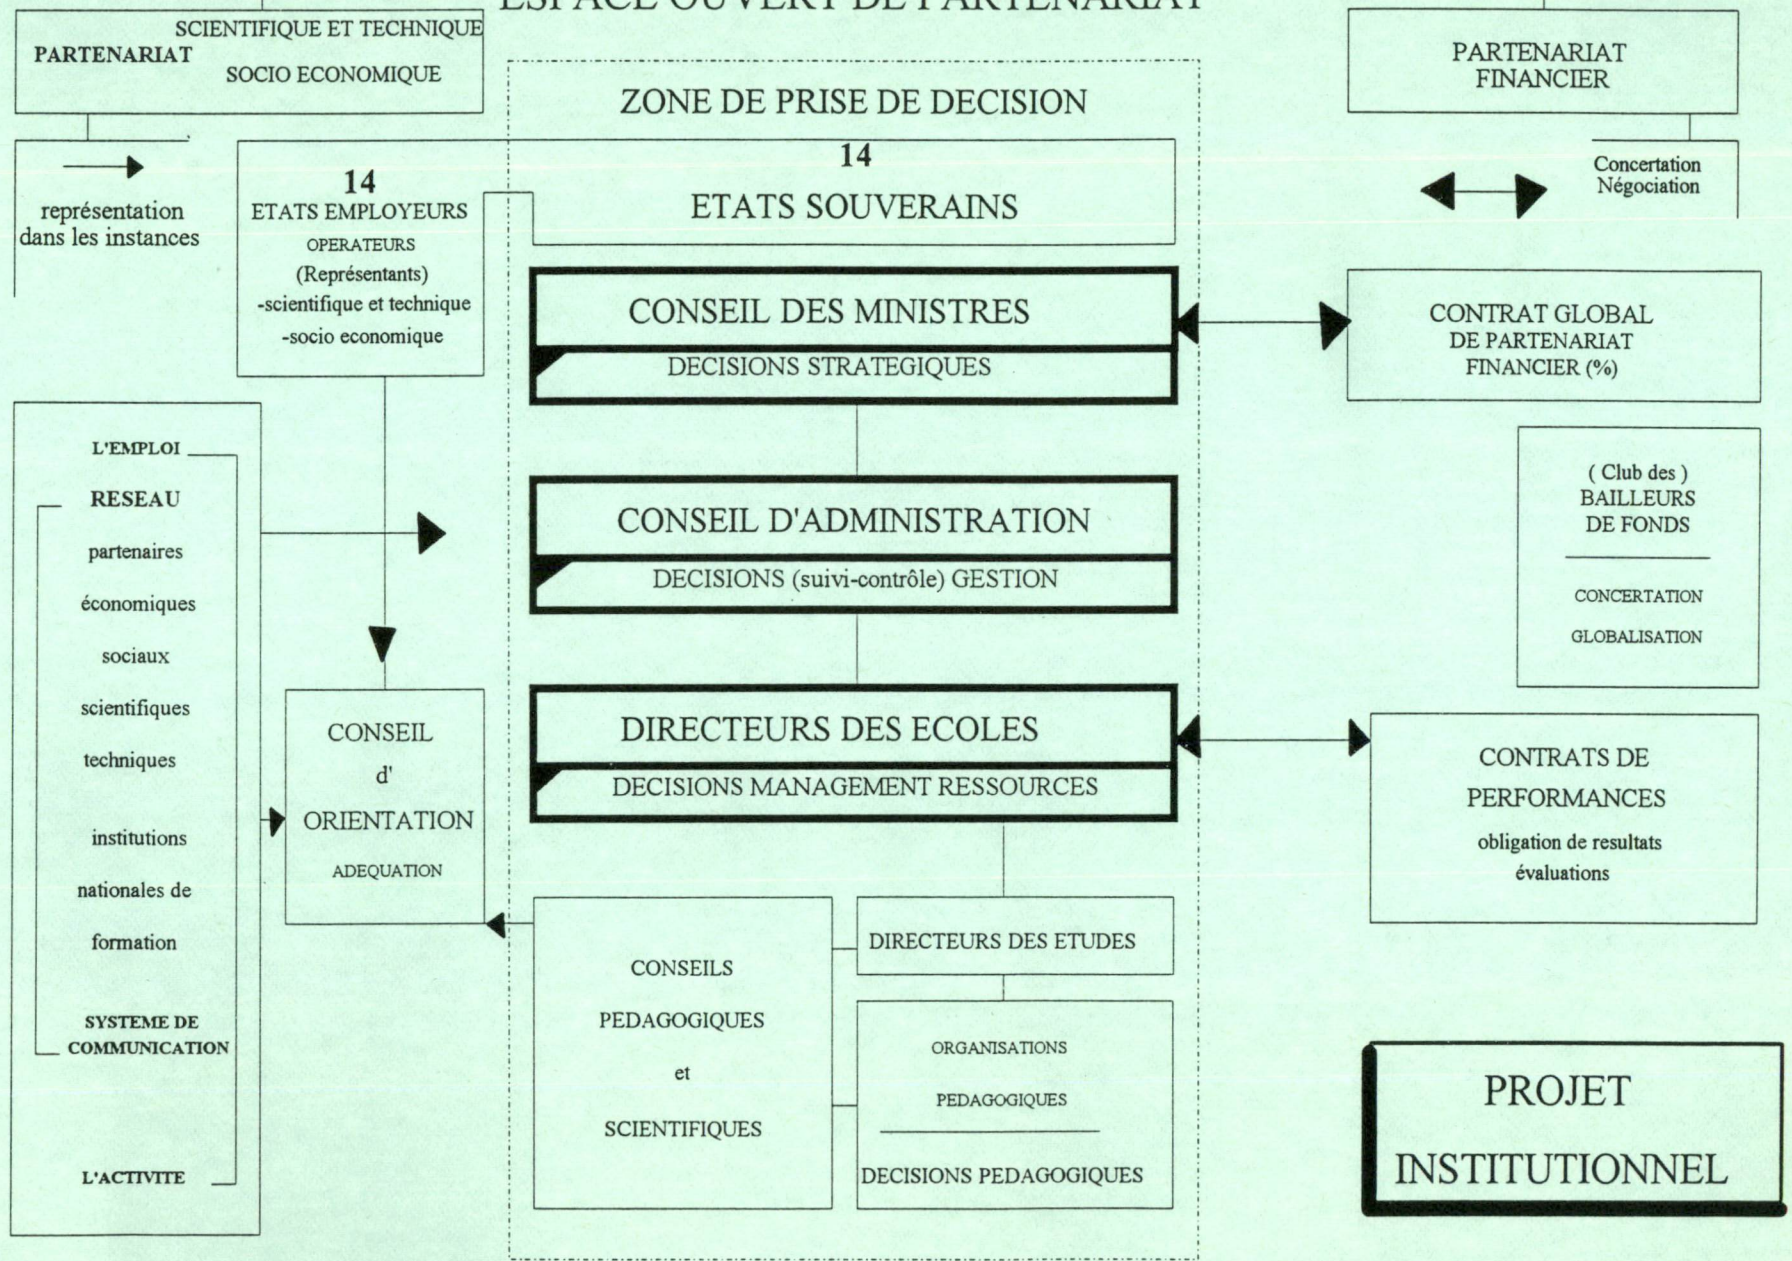 ESPACE OUVERT DE PARTENARIAT
SCIENTIFIQUE ET TECHNIQUE
PARTENARIAT
SOCIO ECONOMIQUE
représentation
dans les instances
14
ETATS EMPLOYEURS
OPERATEURS
(Représentants)
-scientifique et technique
-socio economique
L'EMPLOI
RESEAU
partenaires
économiques
sociaux
scientifiques
techniques
institutions
nationales de
formation
SYSTEME DE
COMMUNICATION
L'ACTIVITE
CONSEIL
d'
ORIENTATION
ADEQUATION
ZONE DE PRISE DE DECISION
14
ETATS SOUVERAINS
CONSEIL DES MINISTRES
DECISIONS STRATEGIQUES
CONSEIL D'ADMINISTRATION
DECISIONS (suivi-contrôle) GESTION
DIRECTEURS DES ECOLES
DECISIONS MANAGEMENT RESSOURCES
CONSEILS
PEDAGOGIQUES
et
SCIENTIFIQUES
DIRECTEURS DES ETUDES
ORGANISATIONS
PEDAGOGIQUES
DECISIONS PEDAGOGIQUES
PARTENARIAT
FINANCIER
Concertation
Négociation
CONTRAT GLOBAL
DE PARTENARIAT
FINANCIER (%)
( Club des )
BAILLEURS
DE FONDS
CONCERTATION
GLOBALISATION
CONTRATS DE
PERFORMANCES
obligation de resultats
évaluations
PROJET
INSTITUTIONNEL